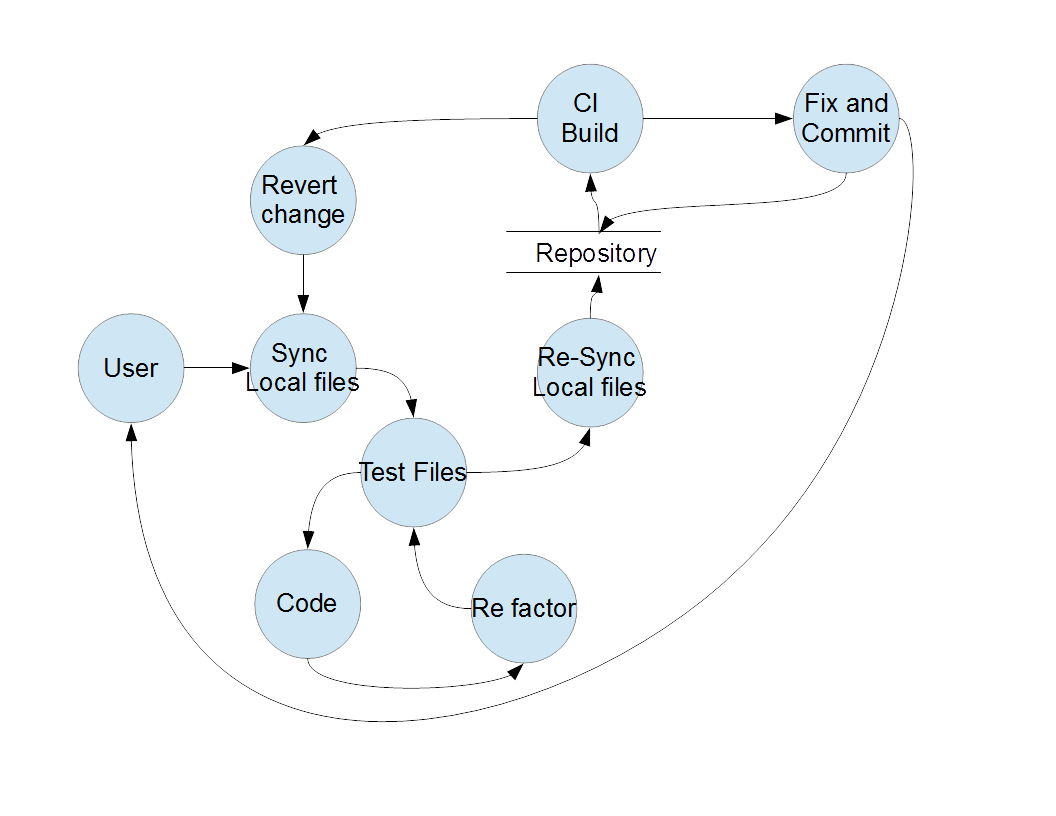 CI
Build
Fix and
Commit
Revert
change
Repository
User
Sync
Local files
Re-Sync
Local files
Test Files
Code
Re factor